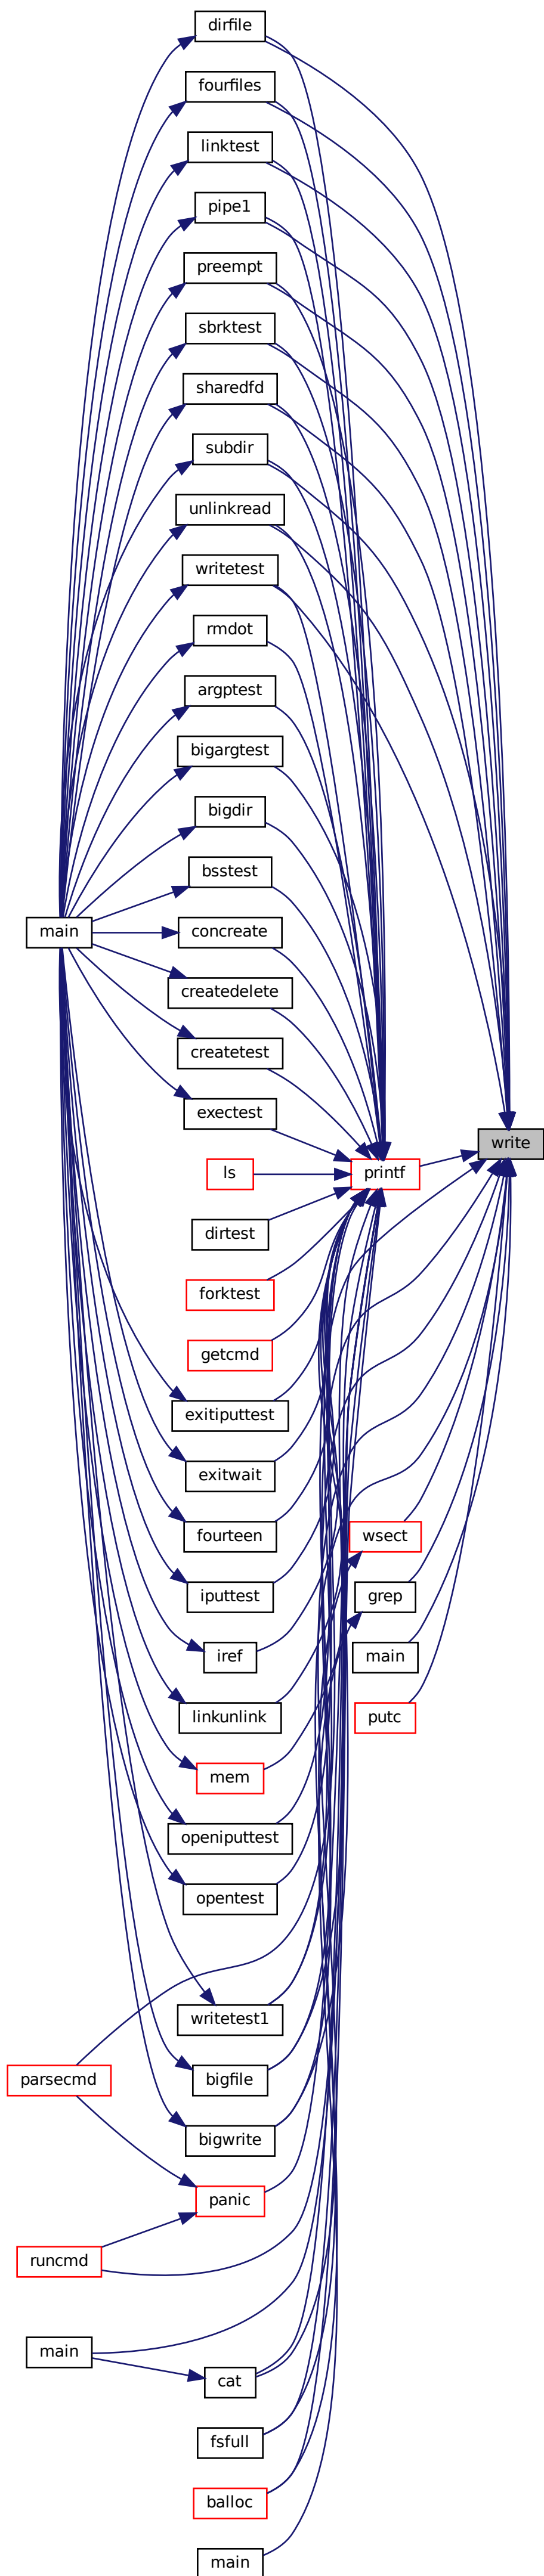 dirfile
fourfiles
linktest
pipe1
preempt
sbrktest
sharedfd
subdir
unlinkread
writetest
rmdot
argptest
bigargtest
bigdir
bsstest
main
concreate
createdelete
createtest
exectest
write
ls
printf
dirtest
forktest
getcmd
exitiputtest
exitwait
fourteen
wsect
iputtest
grep
iref
main
linkunlink
putc
mem
openiputtest
opentest
writetest1
parsecmd
bigfile
bigwrite
panic
runcmd
main
cat
fsfull
balloc
main